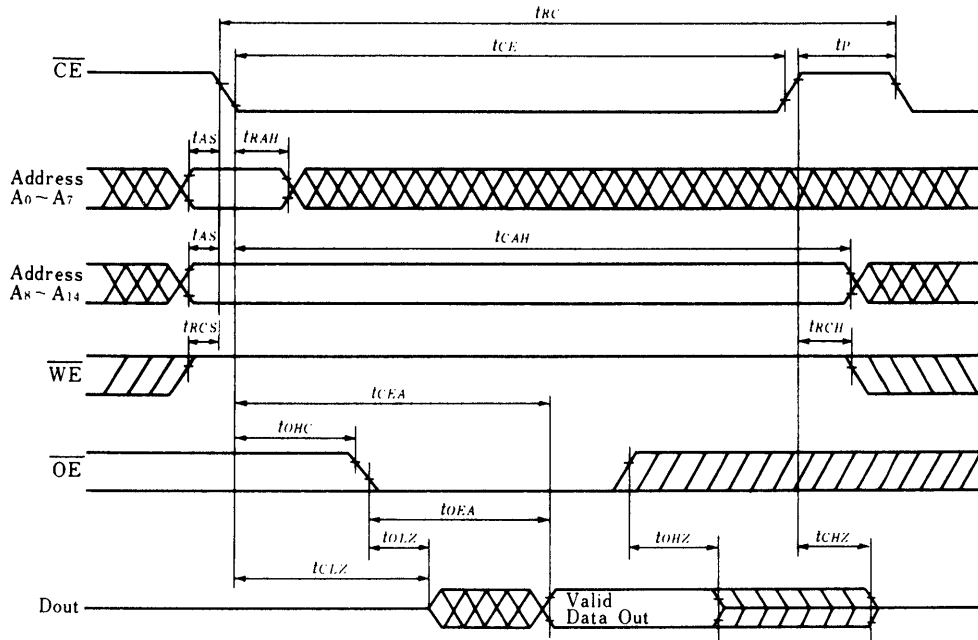 tRC
tCE
tP
CE
tAS
tRAH
Address
A0~A7
tAS
tCAH
Address
A8~A14
tRCS
tRCH
WE
tCEA
tOHC
OE
tOEA
tOLZ
tOHZ
tCHZ
tCLZ
Dout
Valid
Data Out